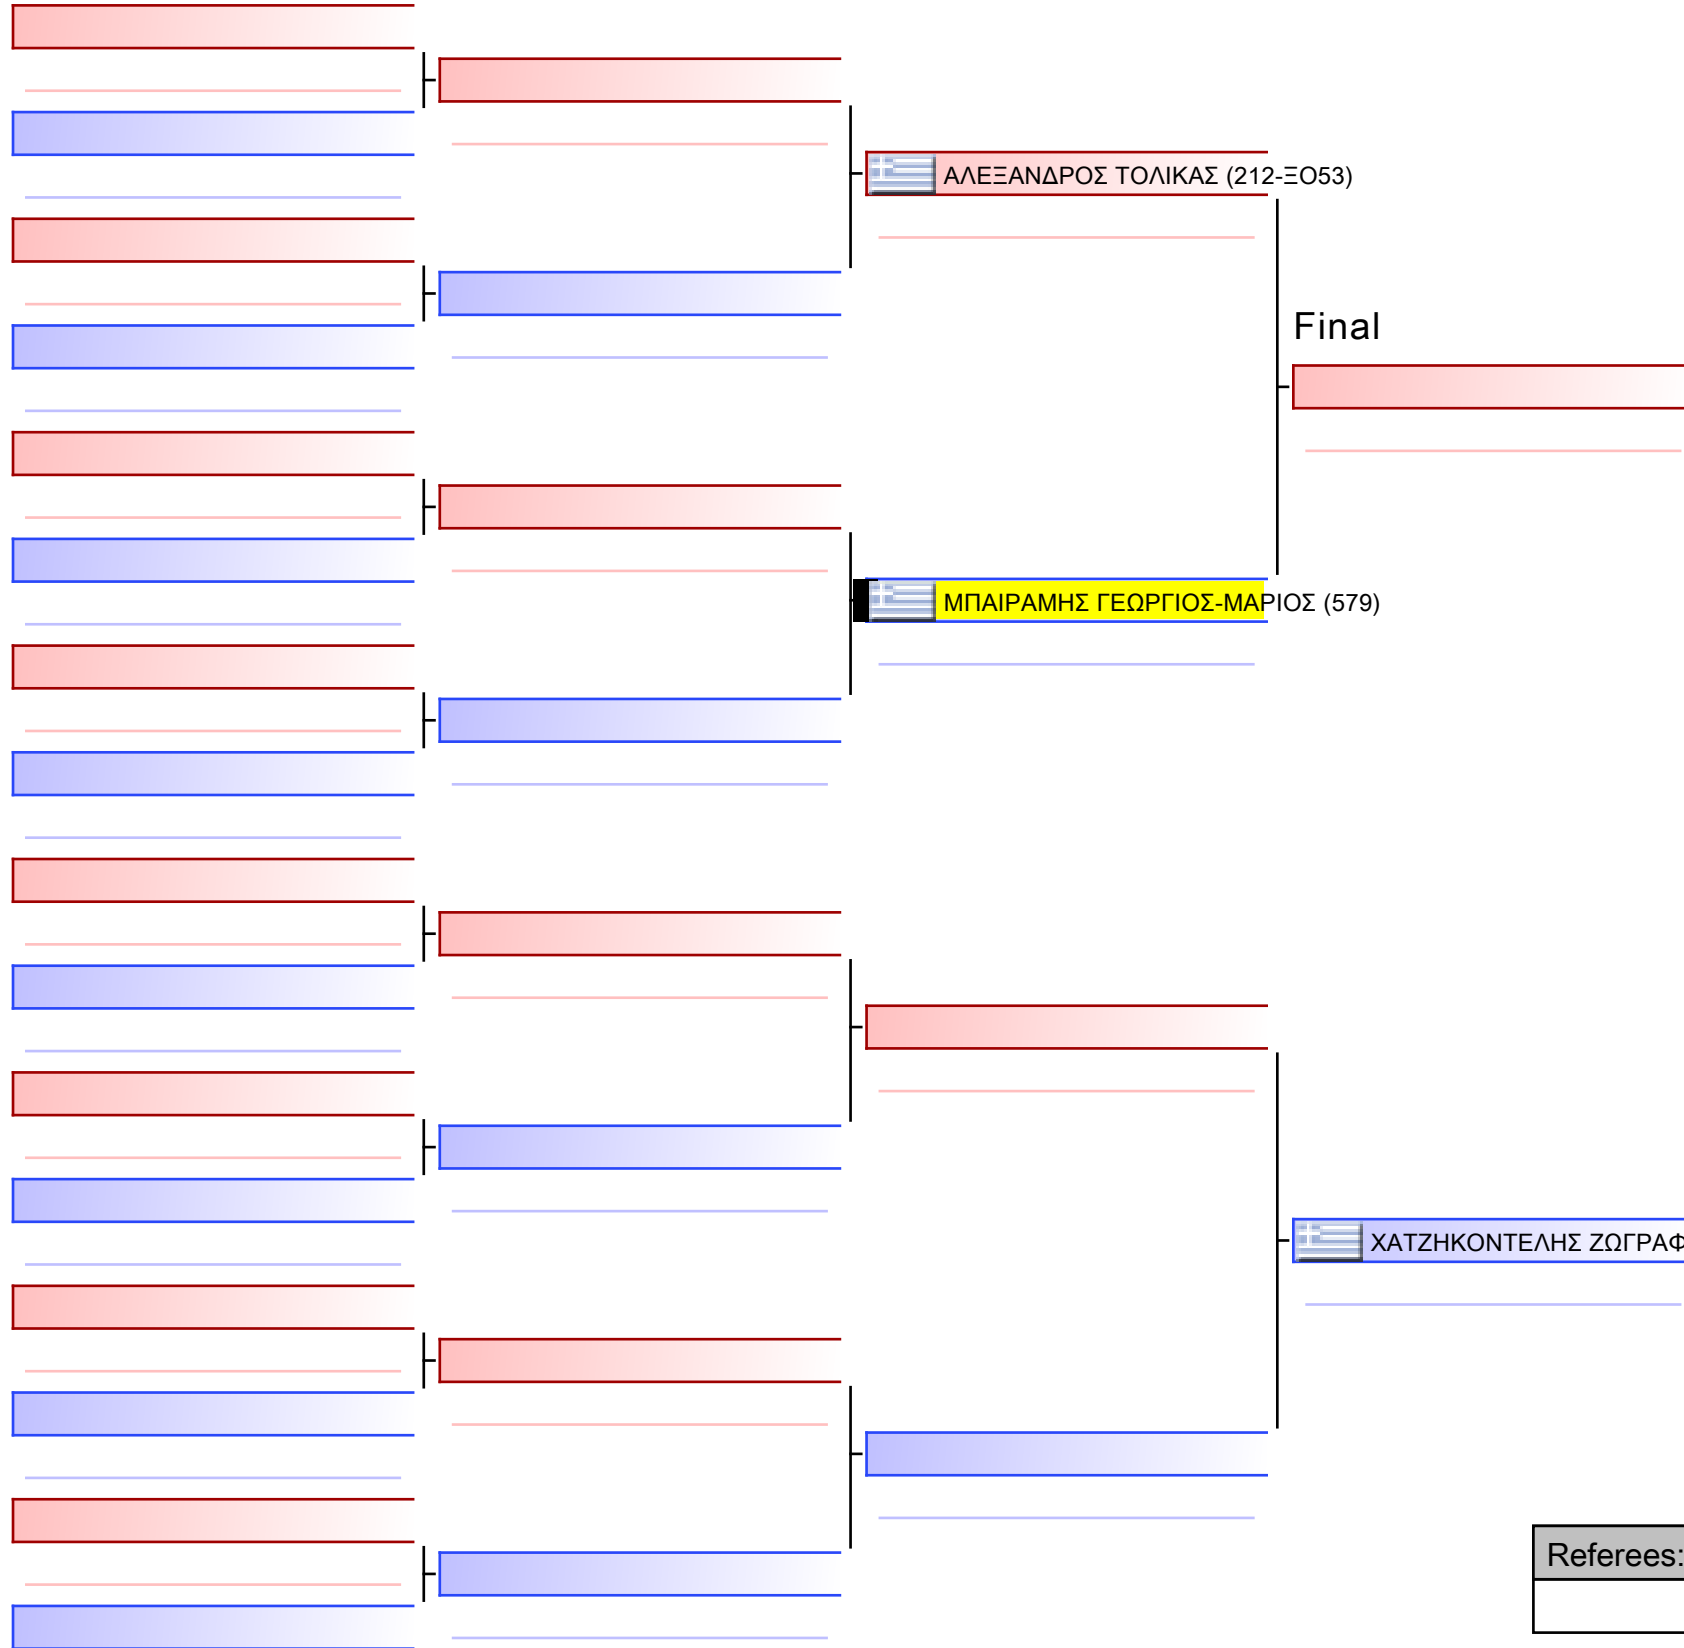 ΑΛΕΞΑΝΔΡΟΣ ΤΟΛΙΚΑΣ (212-ΞΟ53)
Final
ΜΠΑΙΡΑΜΗΣ ΓΕΩΡΓΙΟΣ-ΜΑΡΙΟΣ (579)
ΧΑΤΖΗΚΟΝΤΕΛΗΣ ΖΩΓΡΑΦ
Referees: